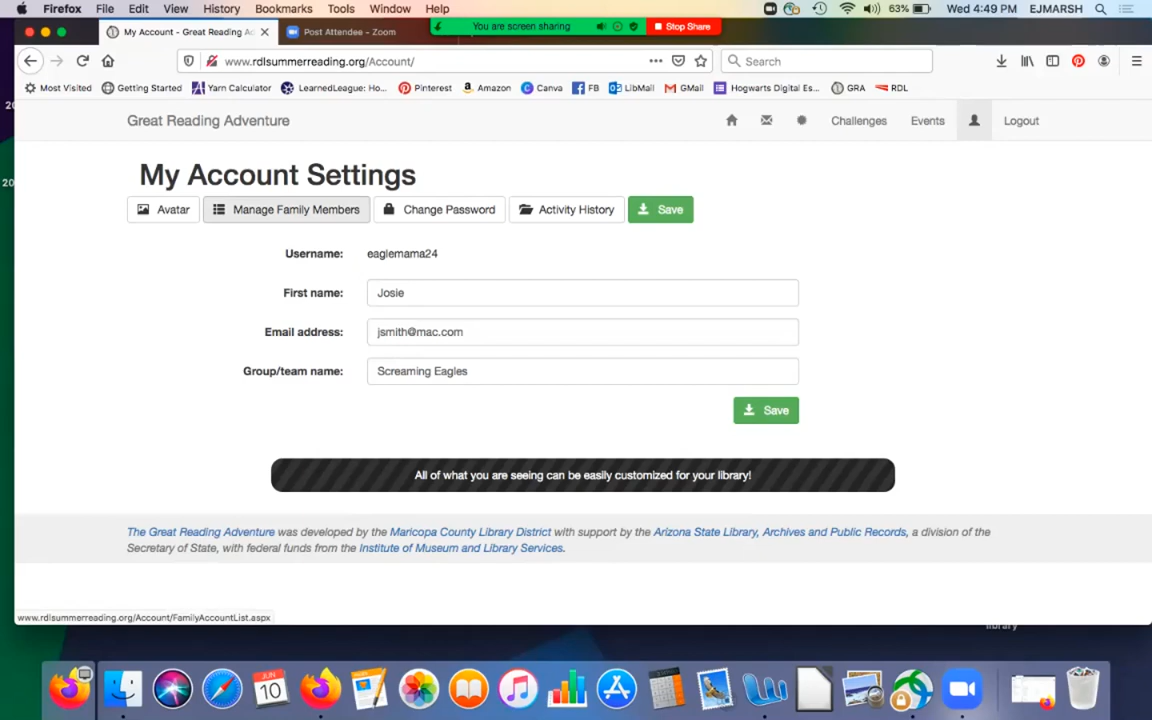 Firefox File Edit View History Bookmarks Tools Window Help 63% Wed 4:49 PM EJMARSH
You are screen sharing Stop Share
My Account - Great Reading Ad Post Attendee - Zoom
www.rdlsummerreading.org/Account/ Search
Most Visited Getting Started Yarn Calculator LearnedLeague: Ho... Pinterest Amazon Canva FB LibMail GMail Hogwarts Digital Es... GRA RDL
Great Reading Adventure Challenges Events Logout
My Account Settings
Avatar Manage Family Members Change Password Activity History Save
Username: eaglemama24
First name: Josie
Email address: jsmith@mac.com
Group/team name: Screaming Eagles
Save
All of what you are seeing can be easily customized for your library!
The Great Reading Adventure was developed by the Maricopa County Library District with support by the Arizona State Library, Archives and Public Records, a division of the
Secretary of State, with federal funds from the Institute of Museum and Library Services.
www.rdlsummerreading.org/Account/FamilyAccountList.aspx
library
JUN
10